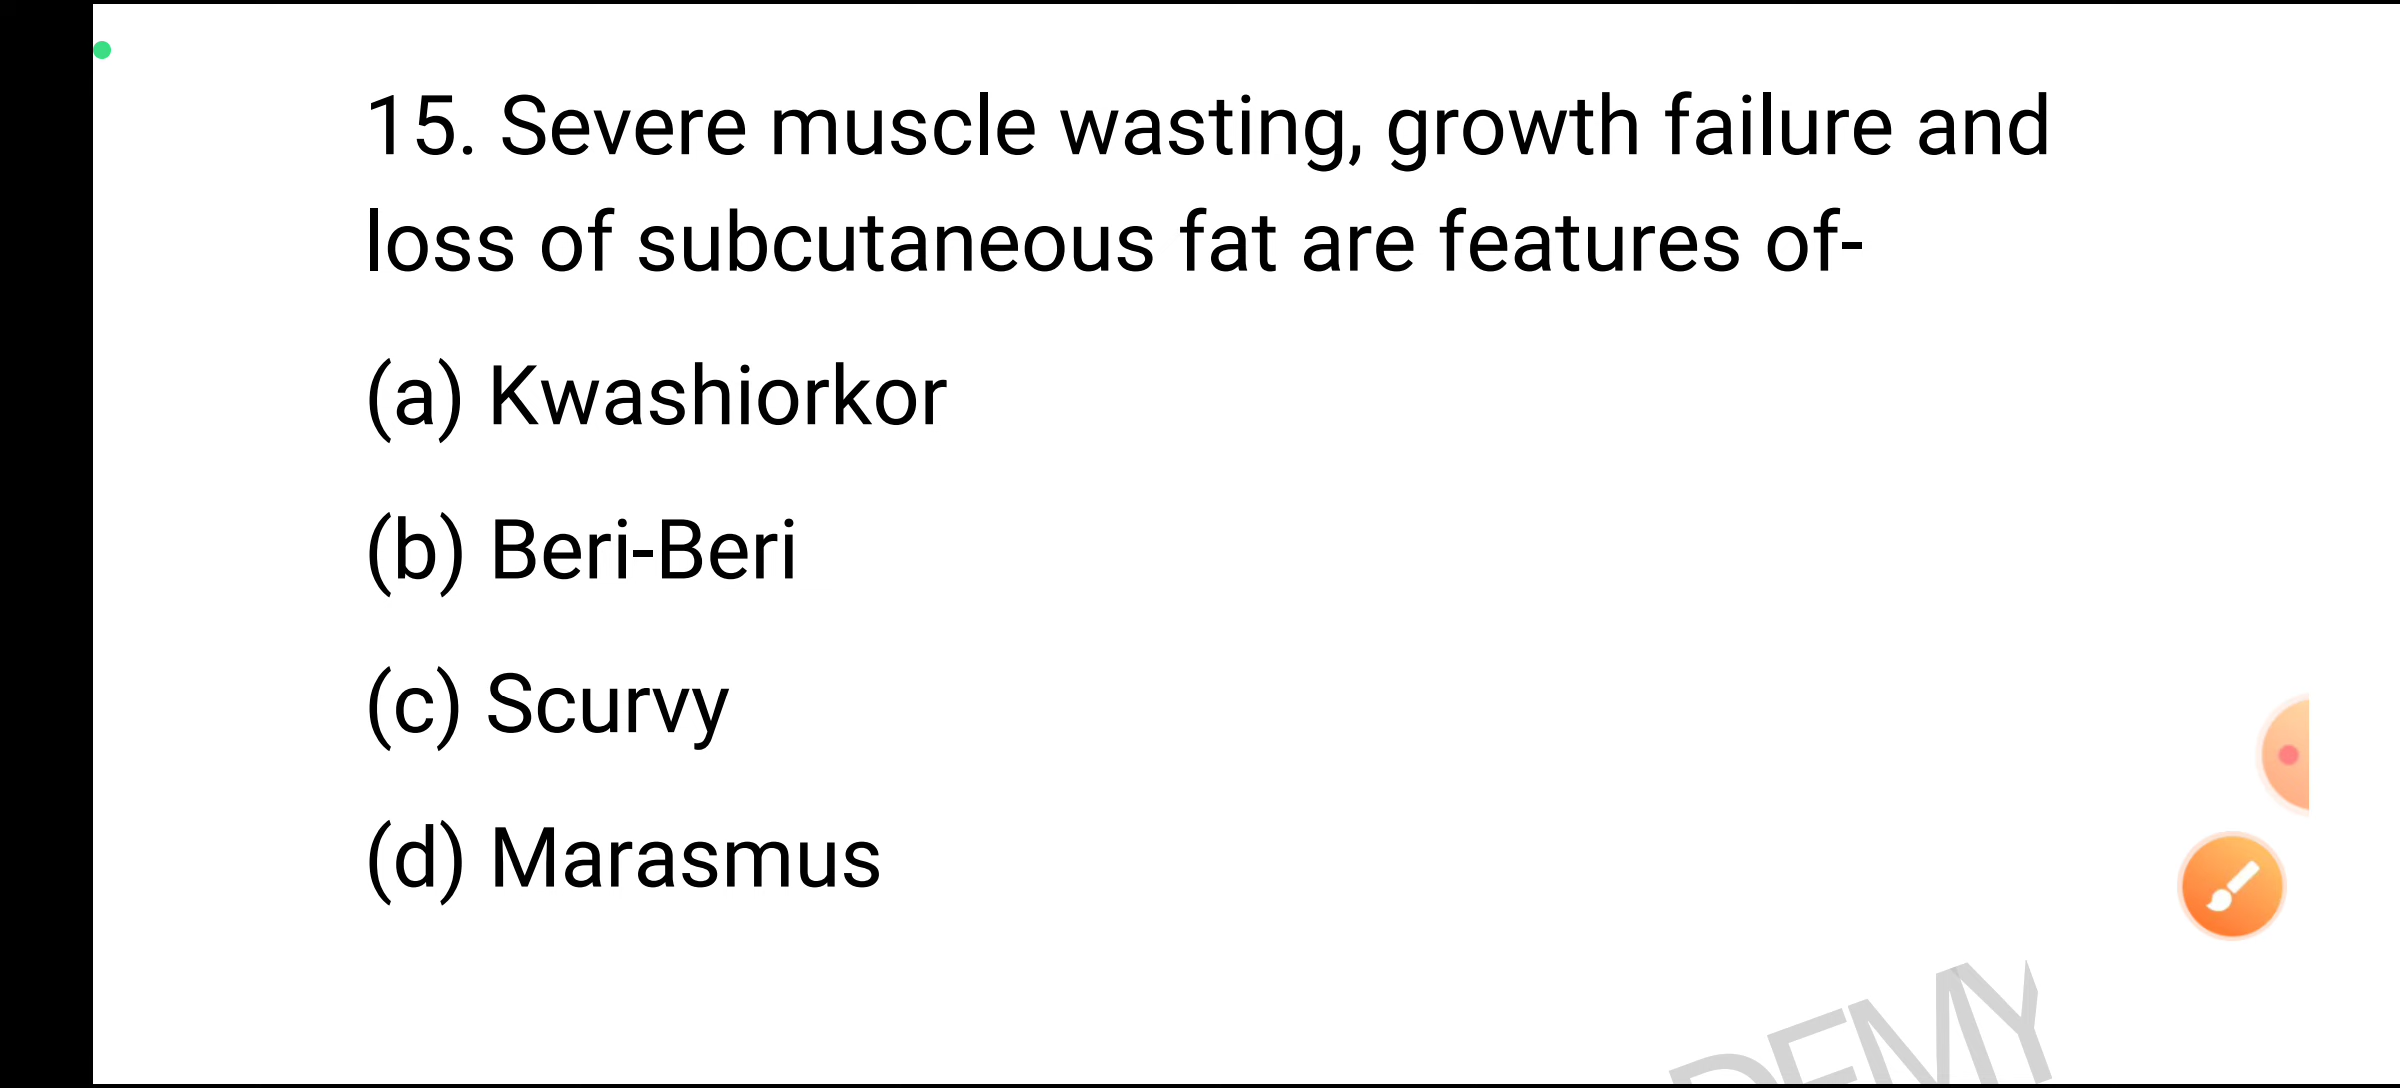 15. Severe muscle wasting, growth failure and
loss of subcutaneous fat are features of-
(a) Kwashiorkor
(b) Beri-Beri
(c) Scurvy
(d) Marasmus